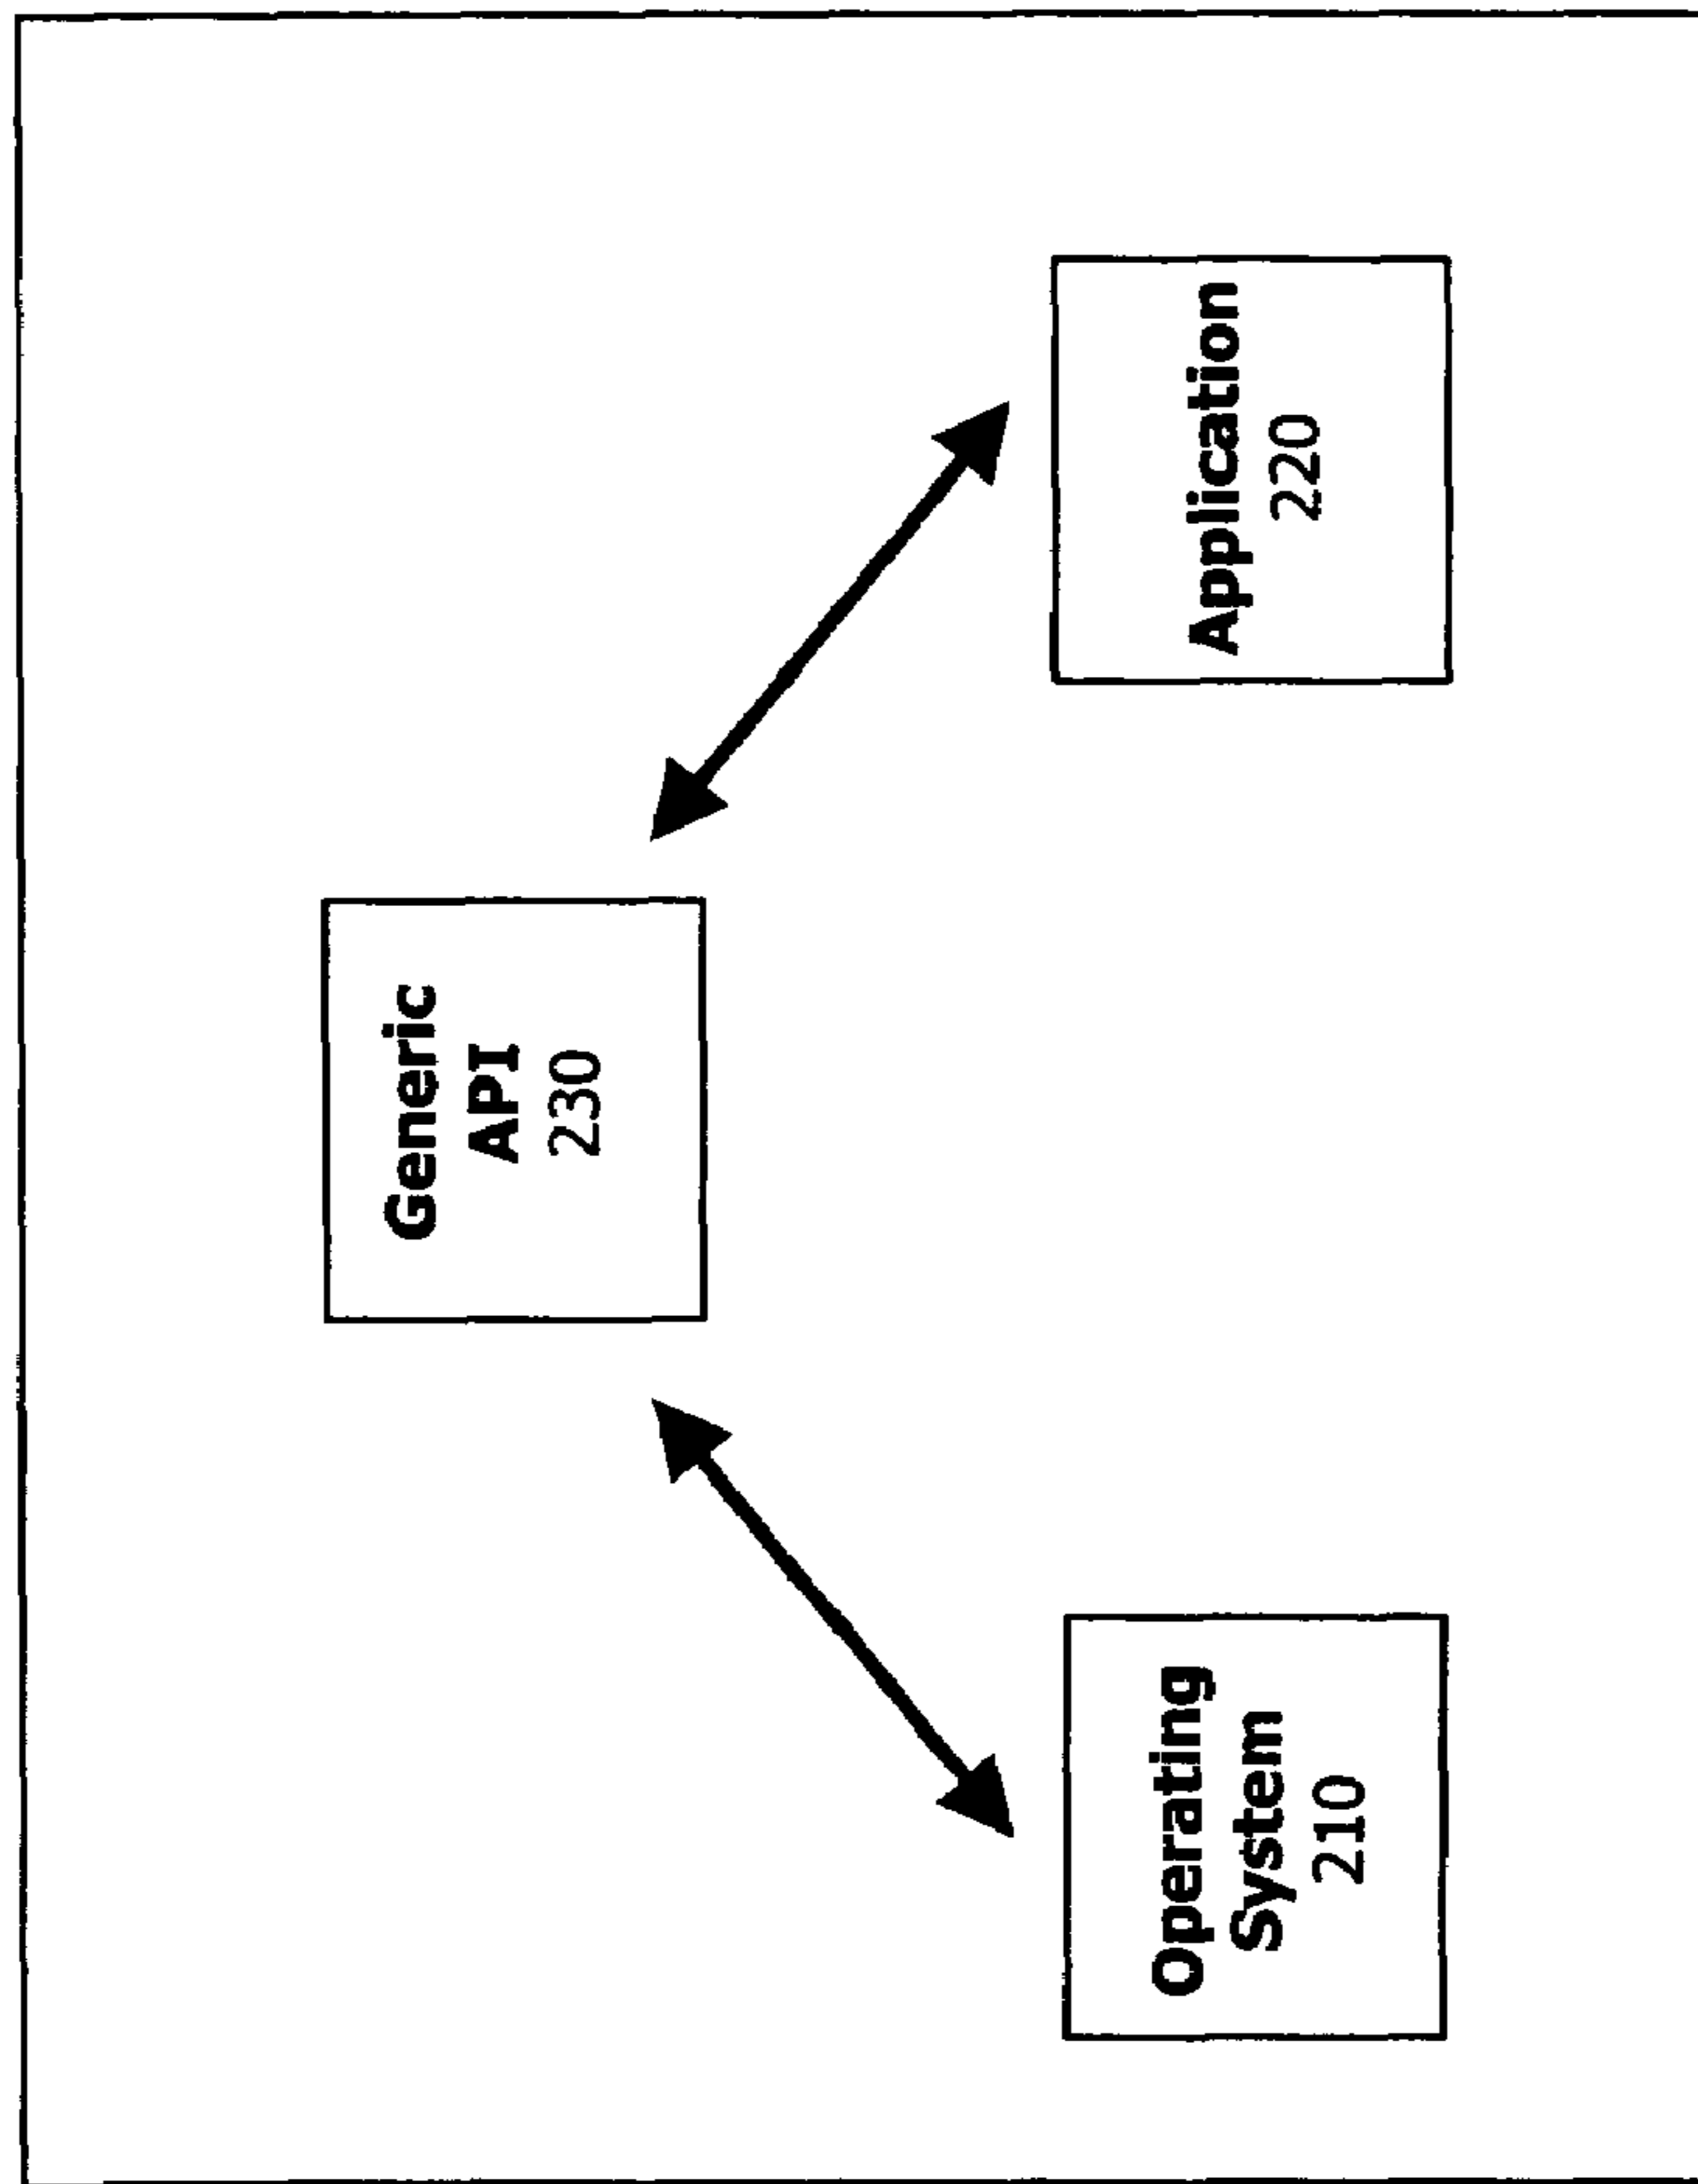 Generic
API
230
Operating
System
210
Application
220